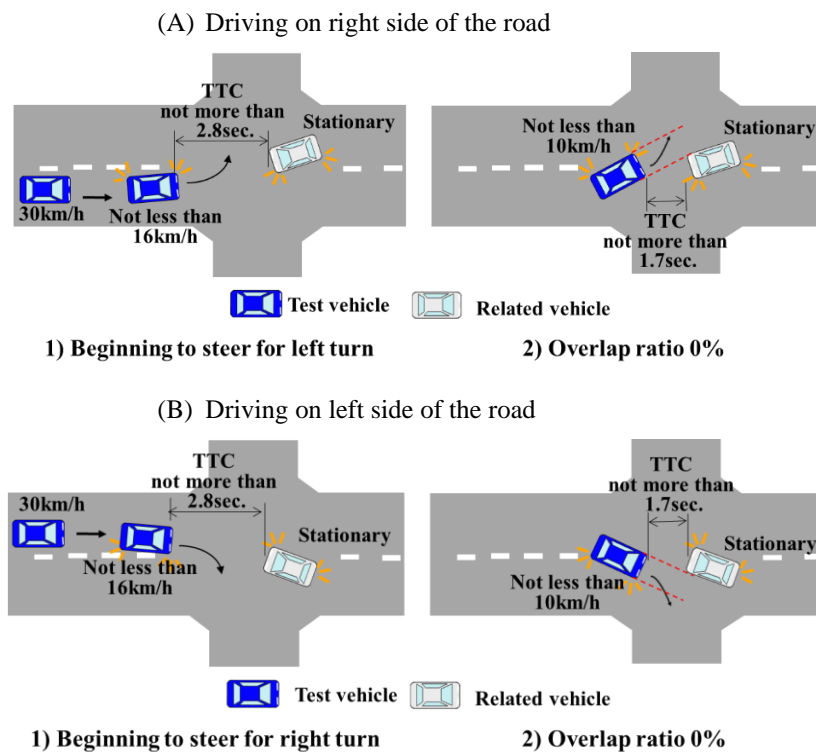 (A) Driving on right side of the road
TTC
not more than
2.8sec.
Stationary
30km/h
Not less than
16km/h
Not less than
10km/h
Stationary
TTC
not more than
1.7sec.
Test vehicle
Related vehicle
1) Beginning to steer for left turn
2) Overlap ratio 0%
(B) Driving on left side of the road
30km/h
TTC
not more than
2.8sec.
Stationary
Not less than
16km/h
TTC
not more than
1.7sec.
Stationary
Not less than
10km/h
Test vehicle
Related vehicle
1) Beginning to steer for right turn
2) Overlap ratio 0%